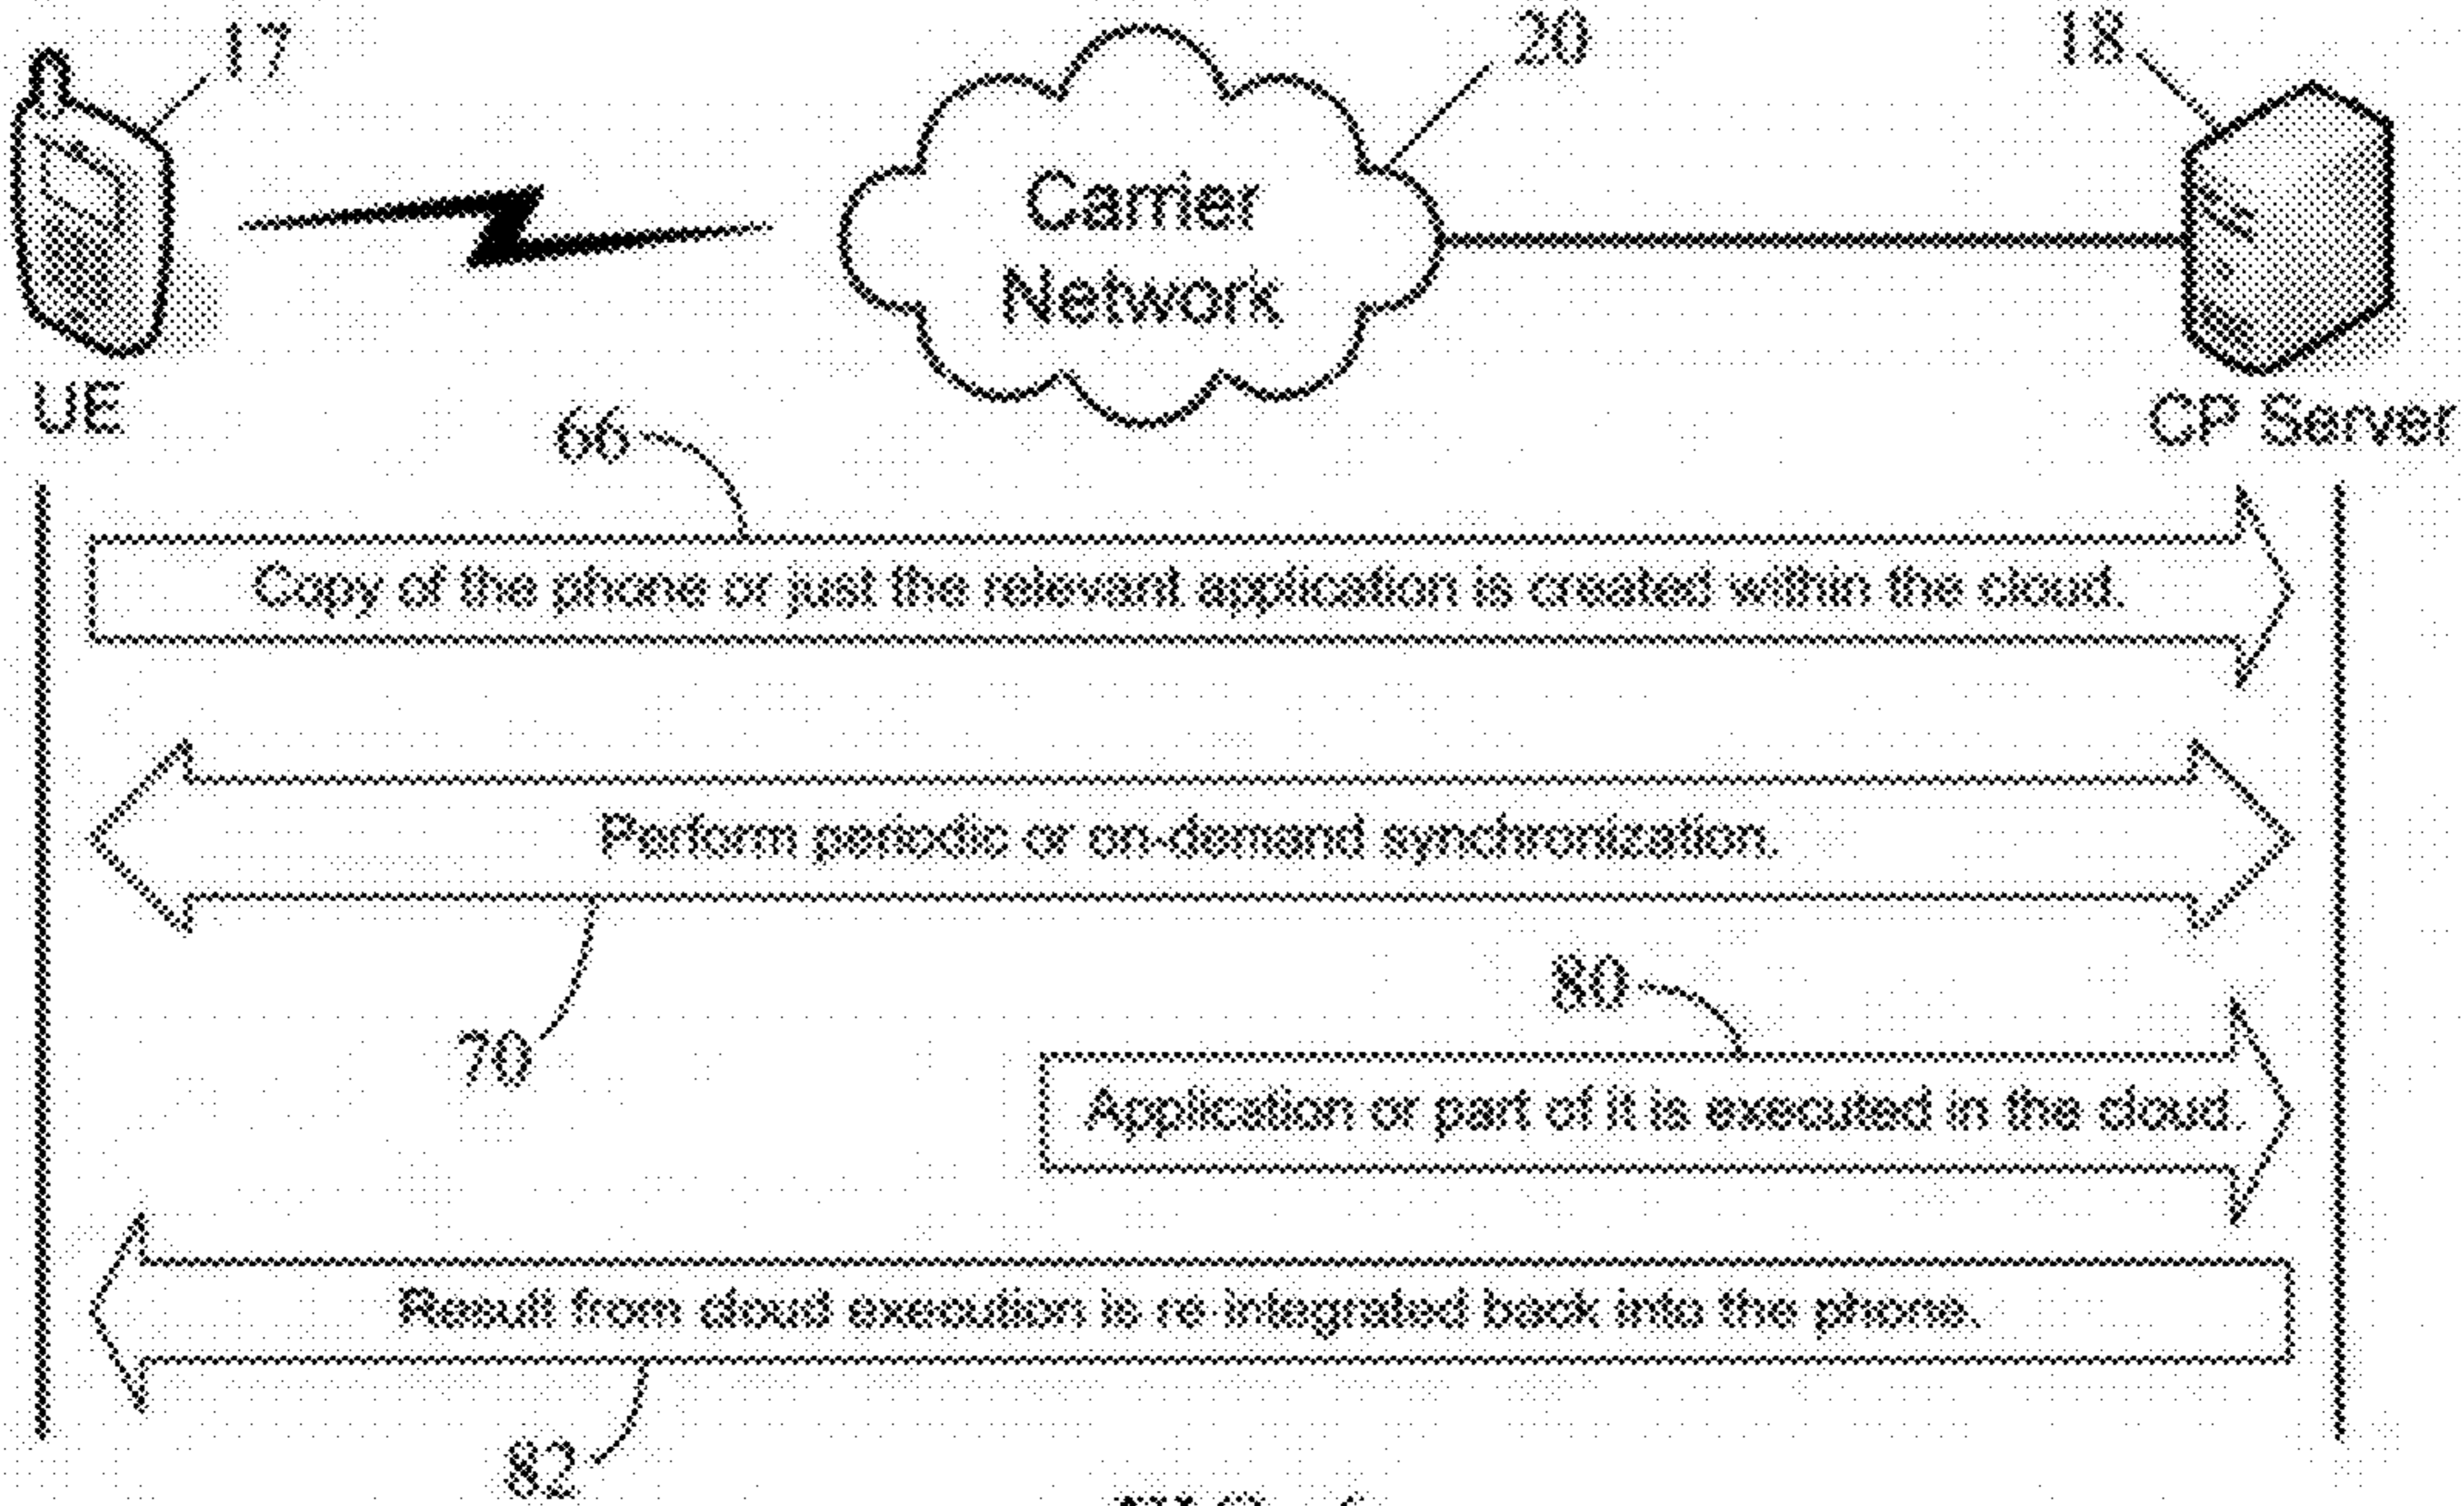 17
20
18
Carrier
Network
UE
CP Server
66
Copy of the phone or just the relevant application is created within the cloud.
Perform periodic or on-demand synchronization.
70
80
Application or part of it is executed in the cloud.
Result from cloud execution is re-integrated back into the phone.
82